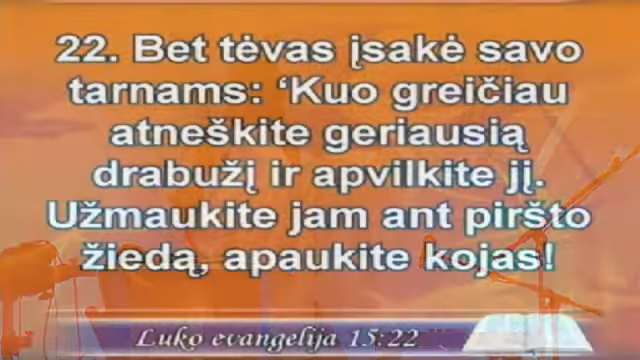 22. Bet tėvas įsakė savo
tarnams: ‘Kuo greičiau
atneškite geriausią
drabužį ir apvilkite jį.
Užmaukite jam ant piršto
žiedą, apaukite kojas!
Luko evangelija 15:22